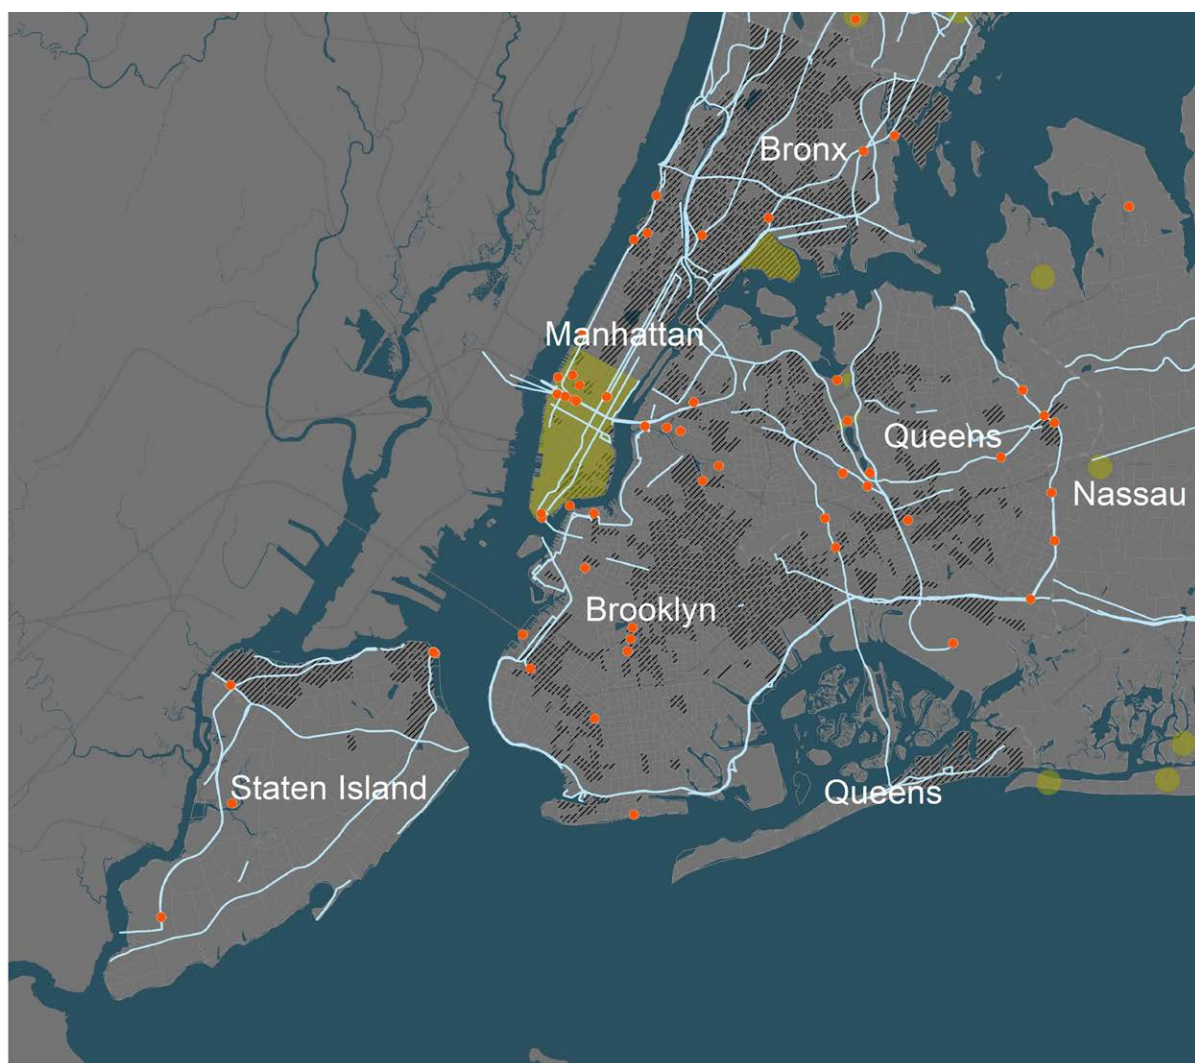 Bronx
Manhattan
Queens
Nassau
Brooklyn
Staten Island
Queens